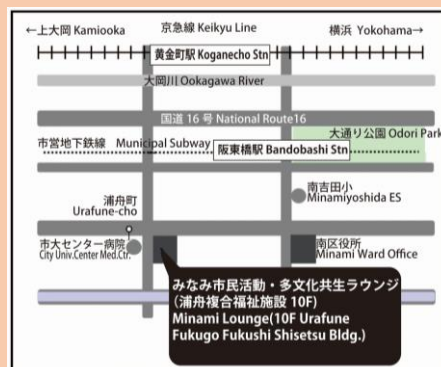 ←上大岡 Kamiooka
京急線 Keikyu Line
横浜 Yokohama→
黄金町駅 Koganecho Stn
大岡川 Ookagawa River
国道 16 号 National Route16
大通り公園 Odori Park
市営地下鉄線 Municipal Subway
阪東橋駅 Bandobashi Stn
南吉田小
Minamiyoshida ES
浦舟町
Urafune-cho
市大センター病院
City Univ.Center Med.Ctr.
南区役所
Minami Ward Office
みなみ市民活動・多文化共生ラウンジ
(浦舟複合福祉施設 10F)
Minami Lounge(10F Urafune
Fukugo Fukushi Shisetsu Bldg.)